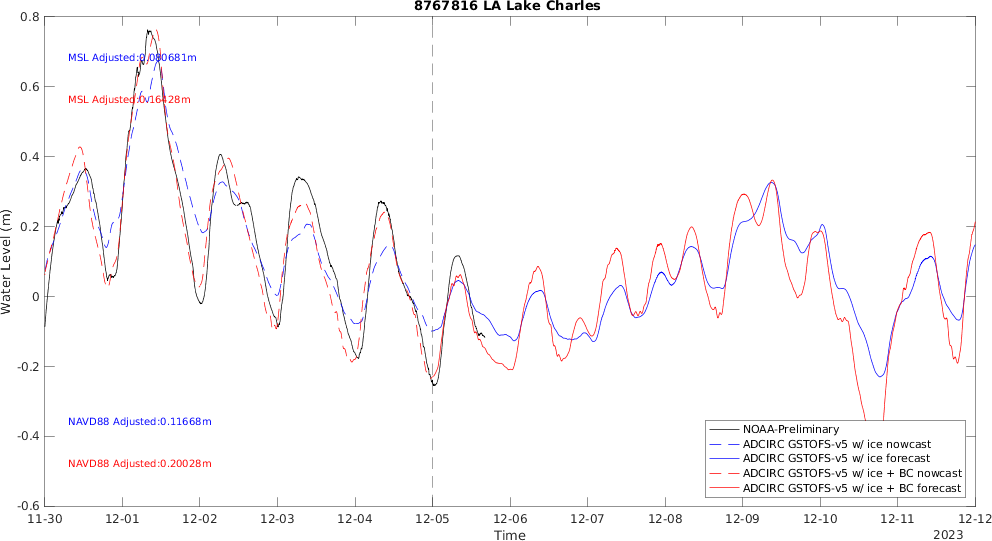 8767816 LA Lake Charles
Water Level (m)
0.8
0.6
0.4
0.2
0
-0.2
-0.4
-0.6
MSL Adjusted:0.080681m
MSL Adjusted:0.16428m
NAVD88 Adjusted:0.11668m
NAVD88 Adjusted:0.20028m
NOAA-Preliminary
ADCIRC GSTOFS-v5 w/ ice nowcast
ADCIRC GSTOFS-v5 w/ ice forecast
ADCIRC GSTOFS-v5 w/ ice + BC nowcast
ADCIRC GSTOFS-v5 w/ ice + BC forecast
11-30 12-01 12-02 12-03 12-04 12-05 12-06 12-07 12-08 12-09 12-10 12-11 12-12
Time
2023